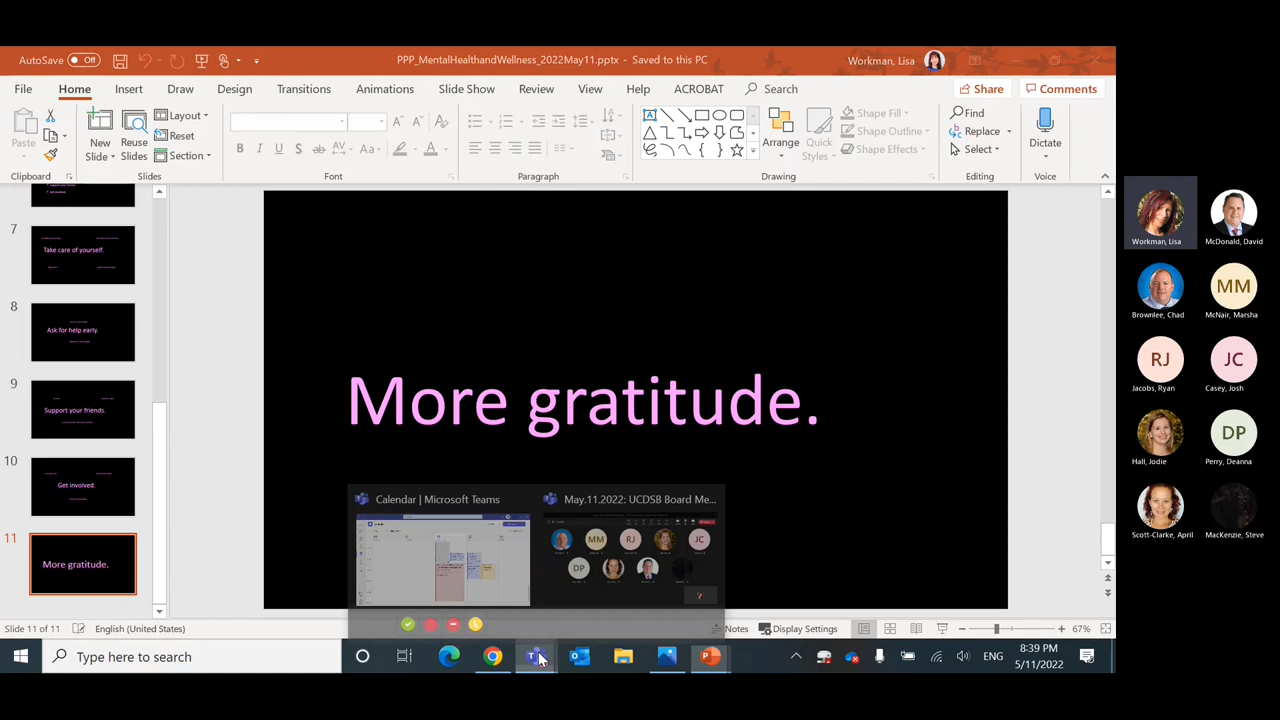 AutoSave Off PPP_MentalHealthandWellness_2022May11.pptx - Saved to this PC Workman, Lisa
File Home Insert Draw Design Transitions Animations Slide Show Review View Help ACROBAT Search Share Comments
Paste
New Slide
Reuse Slides
Layout
Reset
Section
Arrange
Quick Styles
Shape Fill
Shape Outline
Shape Effects
Find
Replace
Select
Dictate
Clipboard Slides Font Paragraph Drawing Editing Voice
7
Take care of yourself.
8
Ask for help early.
9
Support your friends.
10
Get involved.
11
More gratitude.
More gratitude.
Calendar | Microsoft Teams
May.11.2022: UCDSB Board Me...
MM
RJ
JC
DP
Slide 11 of 11 English (United States) Notes Display Settings 67%
Type here to search
ENG
8:39 PM
5/11/2022
Workman, Lisa
McDonald, David
Brownlee, Chad
MM
McNair, Marsha
RJ
Jacobs, Ryan
JC
Casey, Josh
Hall, Jodie
DP
Perry, Deanna
Scott-Clarke, April
MacKenzie, Steve